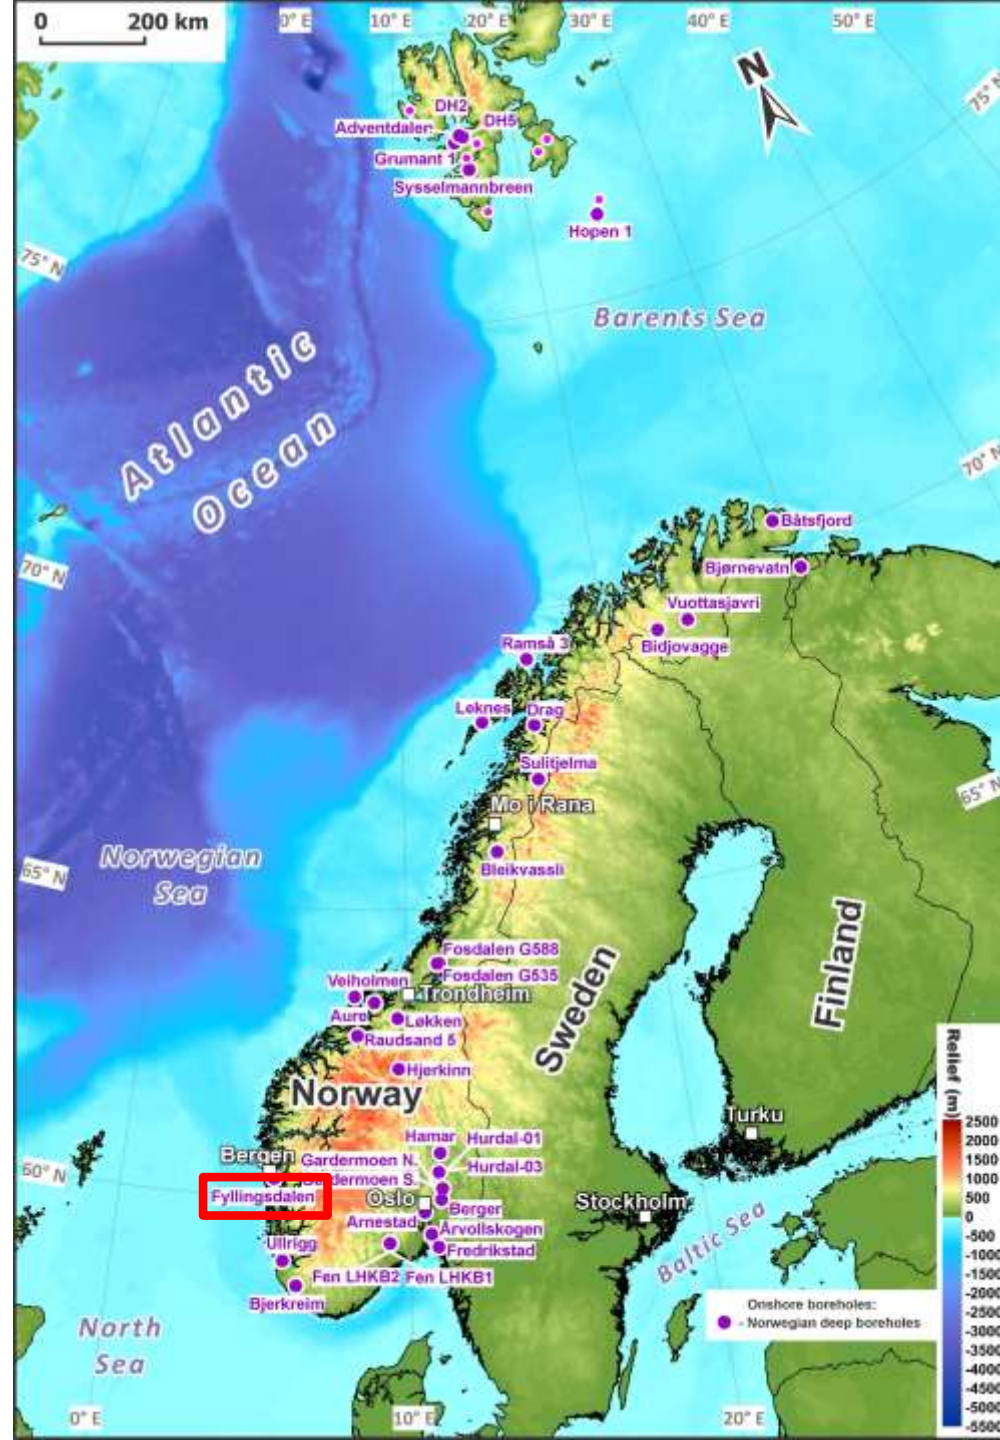 0 200 km
0° E 10° E 20° E 30° E 40° E 50° E
N
75° N
DH2
DH5
Adventdalen
Grumant 1
Sysselmannbreen
Hopen 1
75° N
Barents Sea
Atlantic
Ocean
70° N
Båtsfjord
70° N
Bjørnevatn
Vuottasjavri
Bidjovagge
Ramså 3
Leknes
Drag
Sulitjelma
65° N
Mo i Rana
Bleikvassli
Norwegian
Sea
65° N
Fosdalen G588
Fosdalen G535
Veiholmen
Trondheim
Aure
Løkken
Raudsand 5
Hjerkinn
Sweden
Finland
Norway
Turku
Hamar
Hurdal-01
Bergen
Gardermoen N.
Hurdal-03
60° N
Gardermoen S.
Fyllingsdalen
Oslo
Stockholm
Berger
Arnestad
Årvollskogen
Ullrigg
Fredrikstad
Baltic Sea
Fen LHKB2 Fen LHKB1
Bjerkreim
North
Sea
Onshore boreholes:
- Norwegian deep boreholes
Relief (m)
2500
2000
1500
1000
500
0
-500
-1000
-1500
-2000
-2500
-3000
-3500
-4000
-4500
-5000
-5500
0° E 10° E 20° E